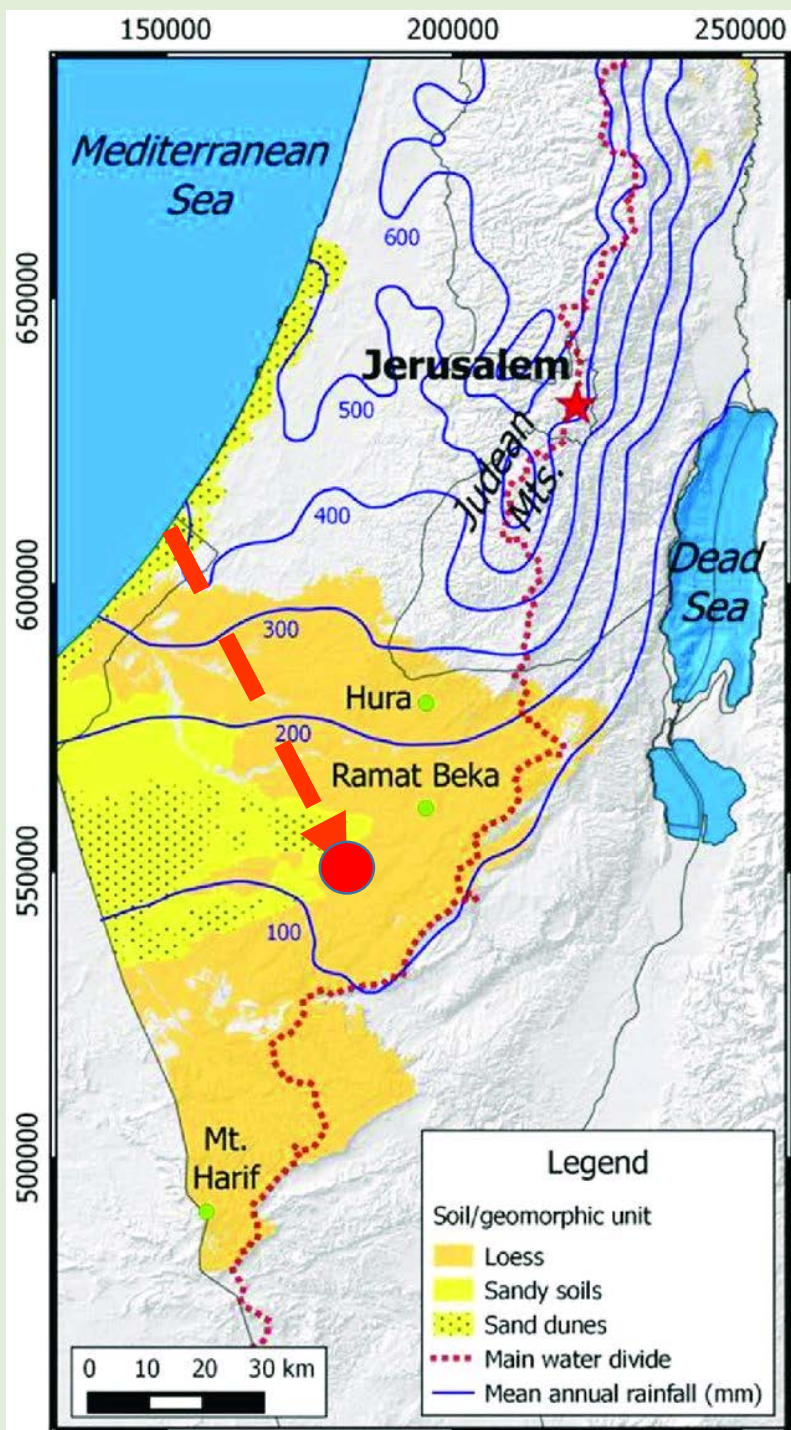 150000
200000
250000
Mediterranean
Sea
600
650000
Jerusalem
500
Judean
Mts.
400
Dead
Sea
600000
300
Hura
200
Ramat Beka
550000
100
500000
Mt.
Harif
Legend
Soil/geomorphic unit
Loess
Sandy soils
Sand dunes
Main water divide
Mean annual rainfall (mm)
0 10 20 30 km